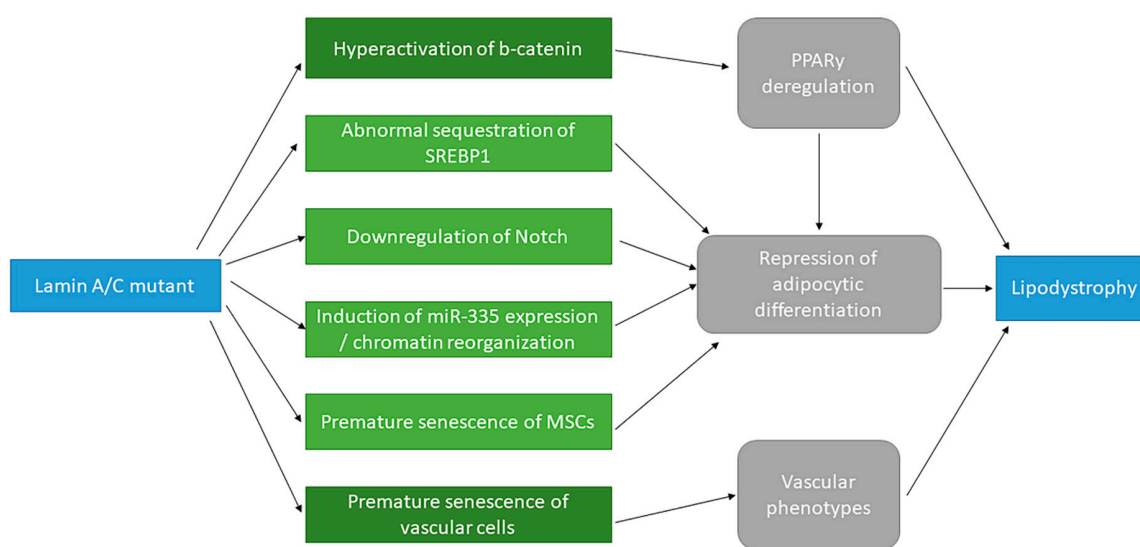 Hyperactivation of b-catenin
PPARy
deregulation
Abnormal sequestration of
SREBP1
Downregulation of Notch
Lamin A/C mutant
Repression of
adipocytic
differentiation
Lipodystrophy
Induction of miR-335 expression
/ chromatin reorganization
Premature senescence of MSCs
Premature senescence of
vascular cells
Vascular
phenotypes